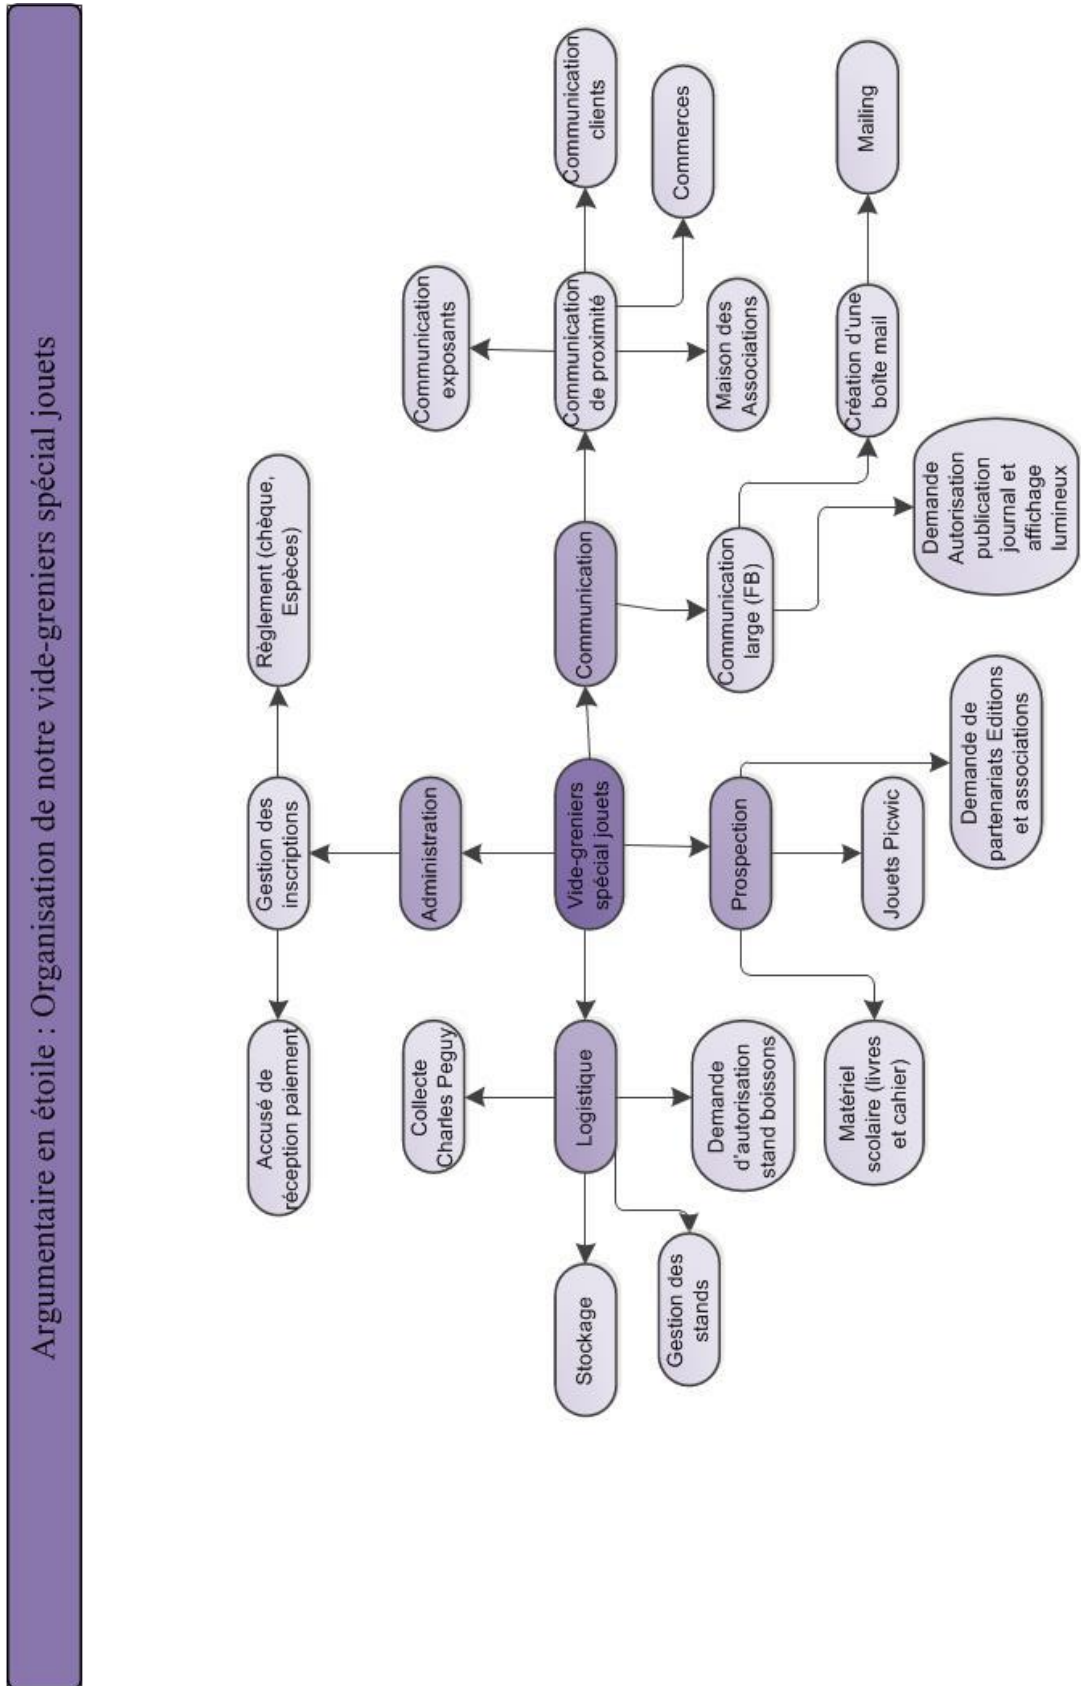 Argumentaire en étoile : Organisation de notre vide-greniers spécial jouets
Accusé de
réception paiement
Gestion des
inscriptions
Règlement (chèque,
Espèces)
Collecte
Charles Peguy
Administration
Communication
exposants
Stockage
Logistique
Vide-greniers
spécial jouets
Communication
Communication
de proximité
Communication
clients
Gestion des
stands
Demande
d'autorisation
stand boissons
Prospection
Communication
large (FB)
Maison des
Associations
Commerces
Matériel
scolaire (livres
et cahier)
Jouets Picwic
Création d'une
boîte mail
Mailing
Demande de
partenariats Editions
et associations
Demande
Autorisation
publication
journal et
affichage
lumineux